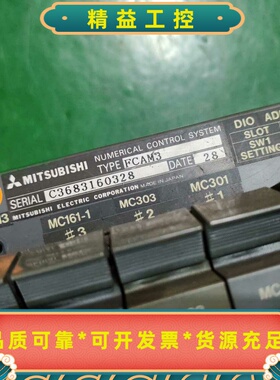 精益工控
MITSUBISHI
NUMERICAL CONTROL SYSTEM
TYPE FCAM3
DATE 28
SERIAL C3683160328
MITSUBISHI ELECTRIC CORPORATION MADE IN JAPAN
DIO
SLOT
SW1
SETTING
MC161-1
#3
MC303
#2
MC301
#1
品质可靠*可开发票*货源充足